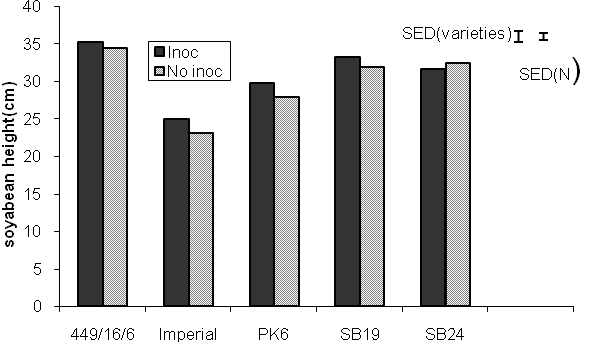 40
35
30
25
20
15
10
5
0
soyabean height(cm)
Inoc
No inoc
SED(varieties)
SED(N)
449/16/6 Imperial PK6 SB19 SB24